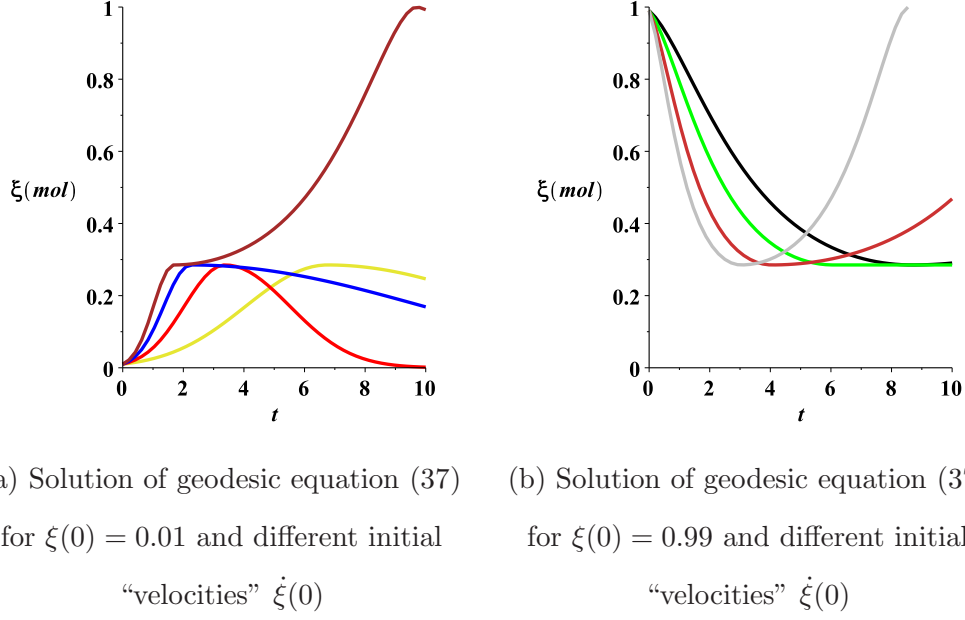 1
0.8
0.6
ξ(mol)
0.4
0.2
0
0 2 4 6 8 10
t
1
0.8
0.6
ξ(mol)
0.4
0.2
0
0 2 4 6 8 10
t
) Solution of geodesic equation (37)
for ξ(0) = 0.01 and different initial
“velocities” ξ̇(0)
(b) Solution of geodesic equation (3
for ξ(0) = 0.99 and different initial
“velocities” ξ̇(0)